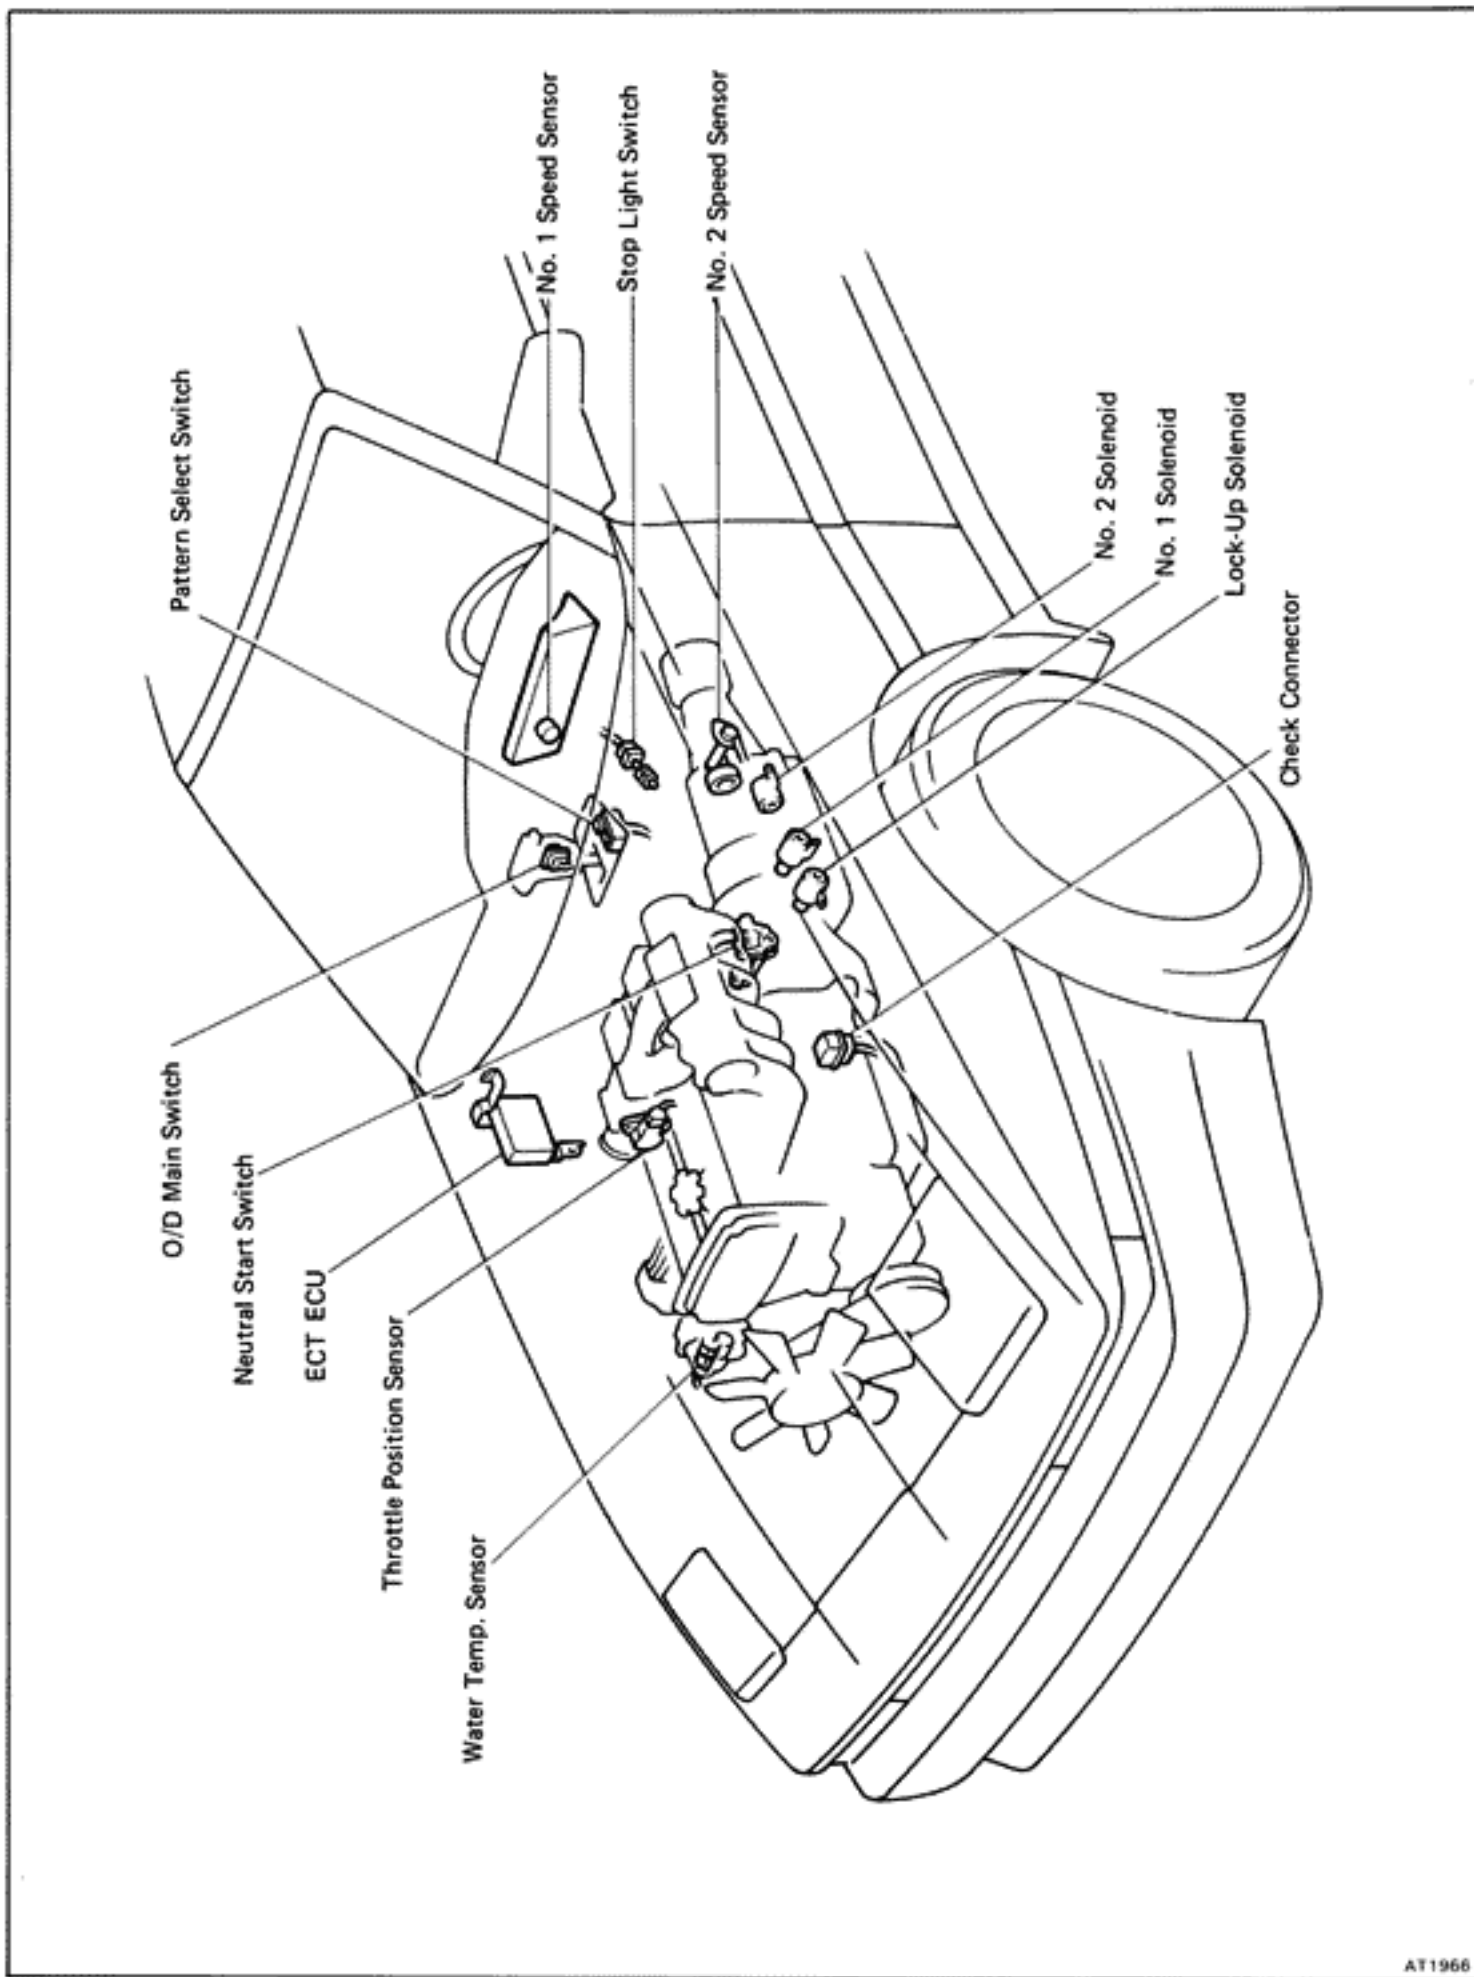 O/D Main Switch
Pattern Select Switch
Neutral Start Switch
ECT ECU
Throttle Position Sensor
Water Temp. Sensor
No. 1 Speed Sensor
Stop Light Switch
No. 2 Speed Sensor
No. 2 Solenoid
No. 1 Solenoid
Lock-Up Solenoid
Check Connector
AT1966